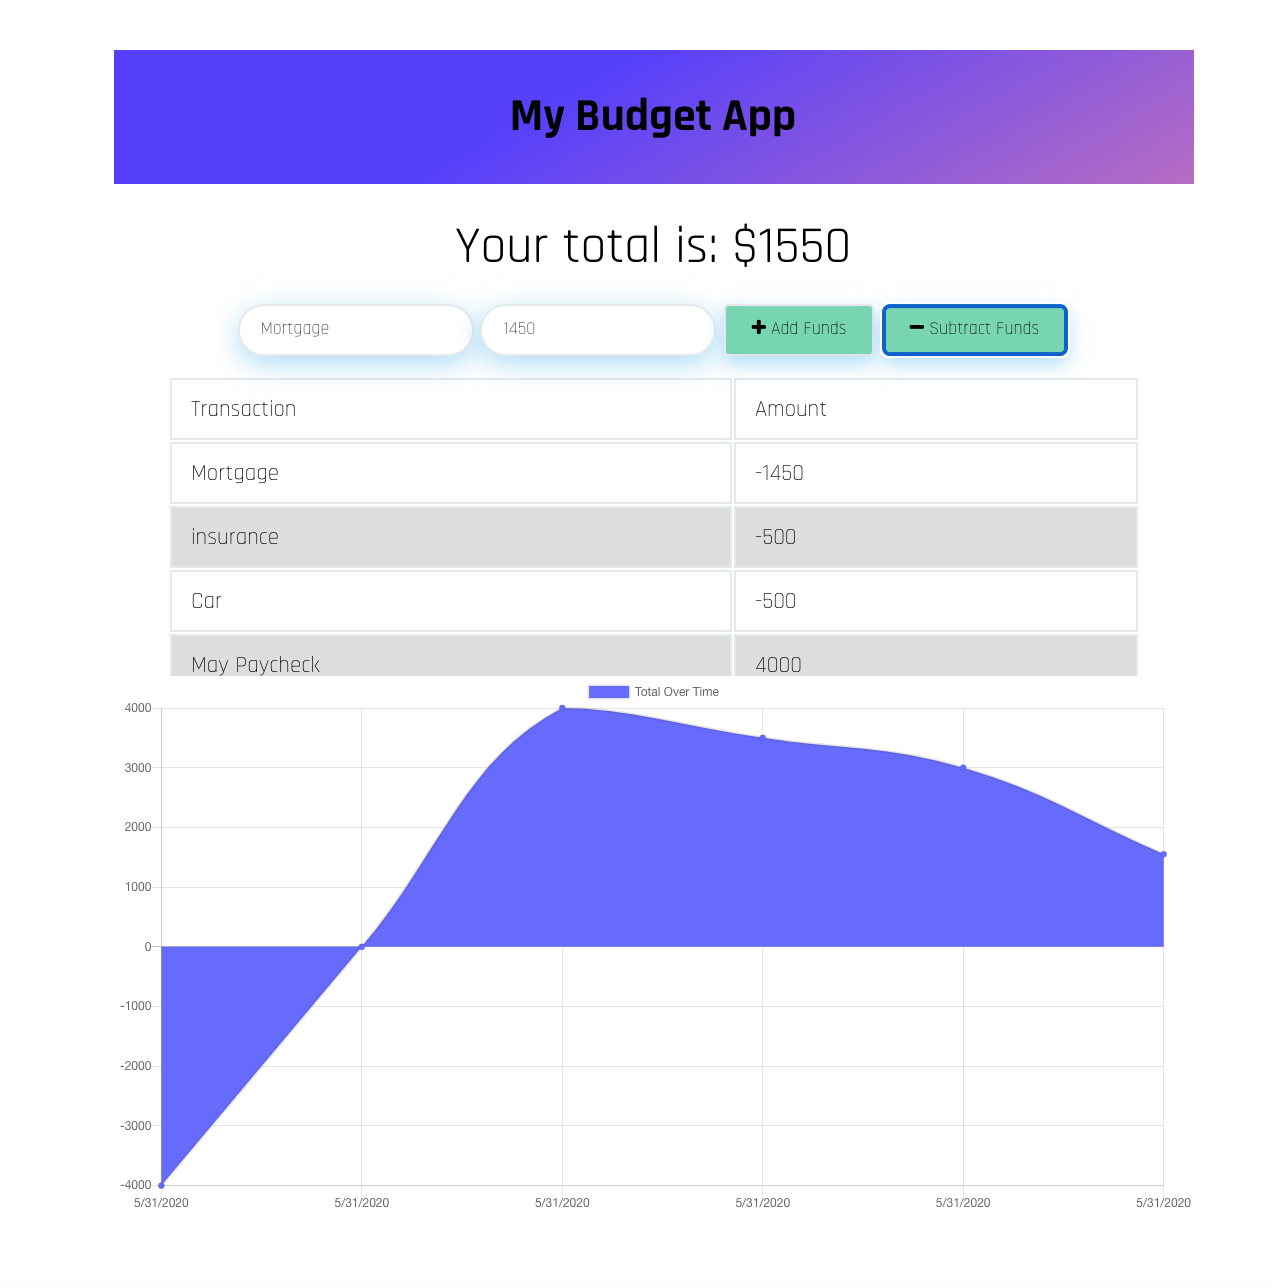 My Budget App
Your total is: $1550
Mortgage 1450 Add Funds Subtract Funds
Transaction Amount
Mortgage -1450
insurance -500
Car -500
May Paycheck 4000
Total Over Time
4000
3000
2000
1000
0
-1000
-2000
-3000
-4000
5/31/2020 5/31/2020 5/31/2020 5/31/2020 5/31/2020 5/31/2020